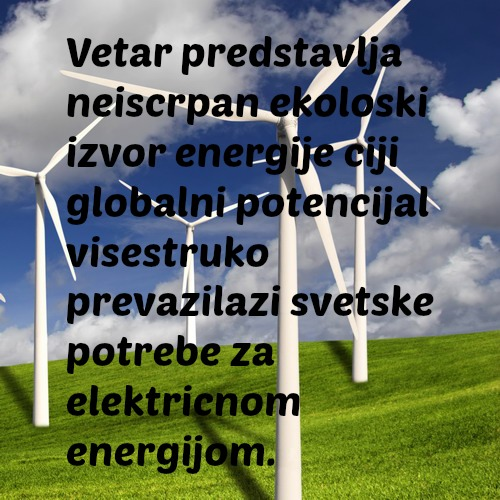 Vetar predstavlja
neiscrpan ekoloski
izvor energije ciji
globalni potencijal
visestruko
prevazilazi svetske
potrebe za
elektricnom
energijom.